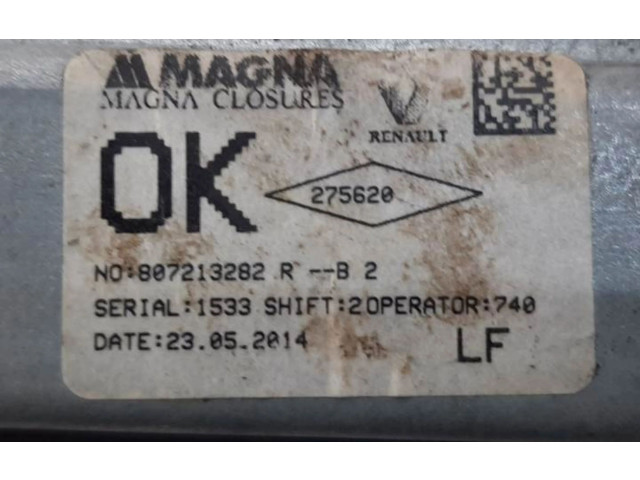 MAGNA
MAGNA CLOSURES
RENAULT
OK
275620
NO:807213282 R --B 2
SERIAL:1533 SHIFT:2OPERATOR:740
DATE:23.05.2014
LF